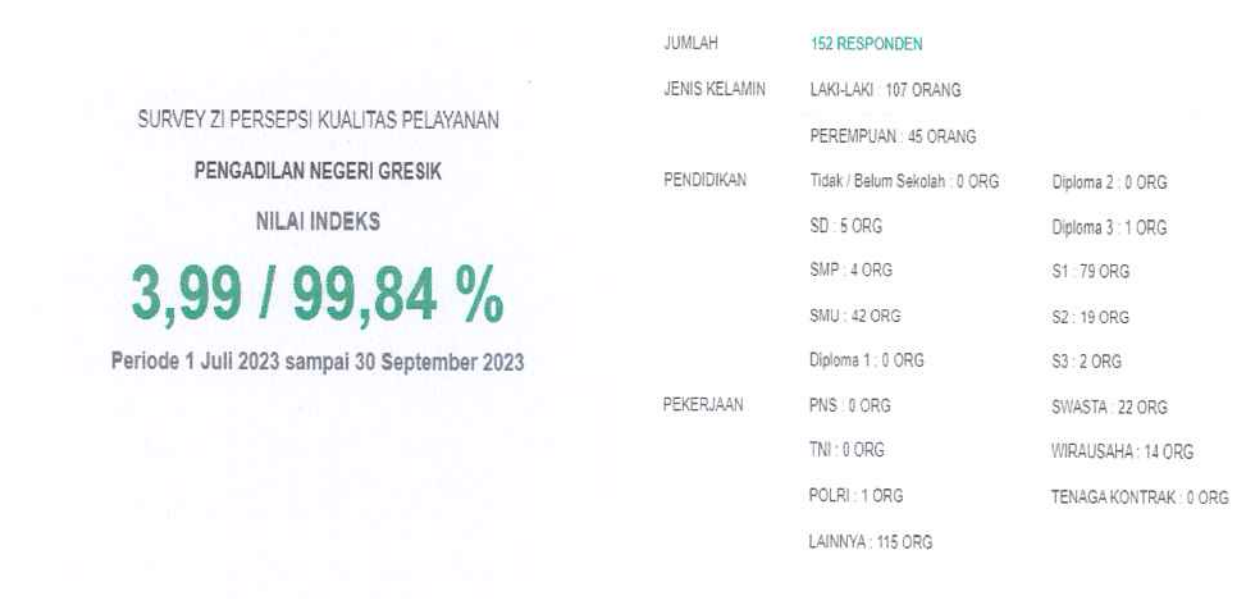 SURVEY ZI PERSEPSI KUALITAS PELAYANAN
PENGADILAN NEGERI GRESIK
NILAI INDEKS
3,99 / 99,84 %
Periode 1 Juli 2023 sampai 30 September 2023
JUMLAH 152 RESPONDEN
JENIS KELAMIN LAKI-LAKI : 107 ORANG
PEREMPUAN : 45 ORANG
PENDIDIKAN Tidak / Belum Sekolah : 0 ORG Diploma 2 : 0 ORG
SD : 5 ORG Diploma 3 : 1 ORG
SMP : 4 ORG S1 : 79 ORG
SMU : 42 ORG S2 : 19 ORG
Diploma 1 : 0 ORG S3 : 2 ORG
PEKERJAAN PNS : 0 ORG SWASTA : 22 ORG
TNI : 0 ORG WIRAUSAHA : 14 ORG
POLRI : 1 ORG TENAGA KONTRAK : 0 ORG
LAINNYA : 115 ORG